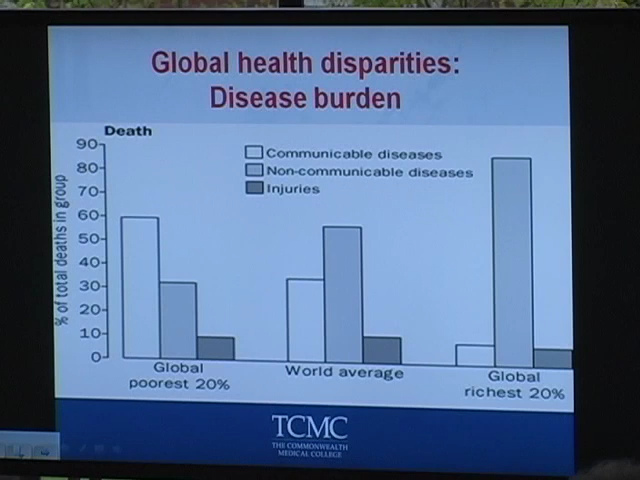 Global health disparities:
Disease burden
Death
% of total deaths in group
90
80
70
60
50
40
30
20
10
0
Communicable diseases
Non-communicable diseases
Injuries
Global
poorest 20%
World average
Global
richest 20%
TCMC
THE COMMONWEALTH
MEDICAL COLLEGE